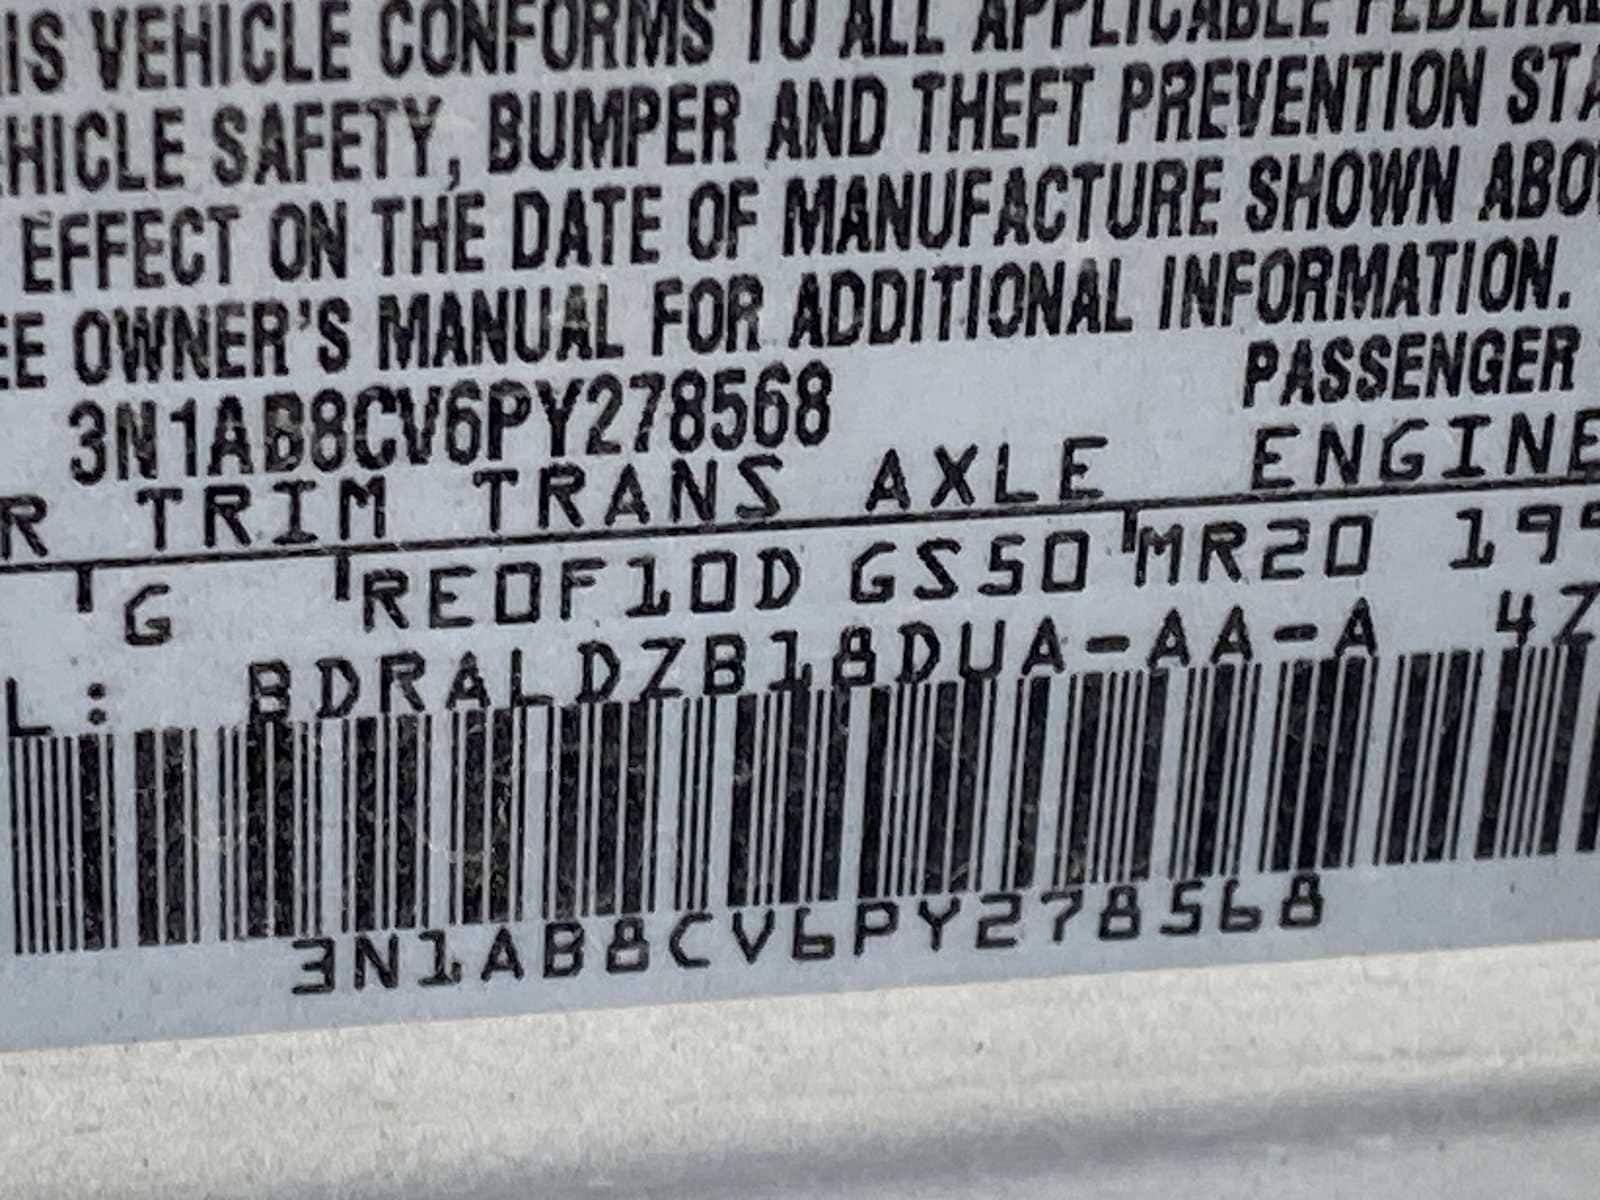 IS VEHICLE CONFORMS TO ALL APPLICABLE FEDERAL
HICLE SAFETY, BUMPER AND THEFT PREVENTION STA
EFFECT ON THE DATE OF MANUFACTURE SHOWN ABO
EE OWNER'S MANUAL FOR ADDITIONAL INFORMATION.
3N1AB8CV6PY278568 PASSENGER
R TRIM TRANS AXLE ENGINE
G RE0F10D GS50 MR20 199
L: BDRALDZB18DUA-AA-A 4Z
3N1AB8CV6PY278568